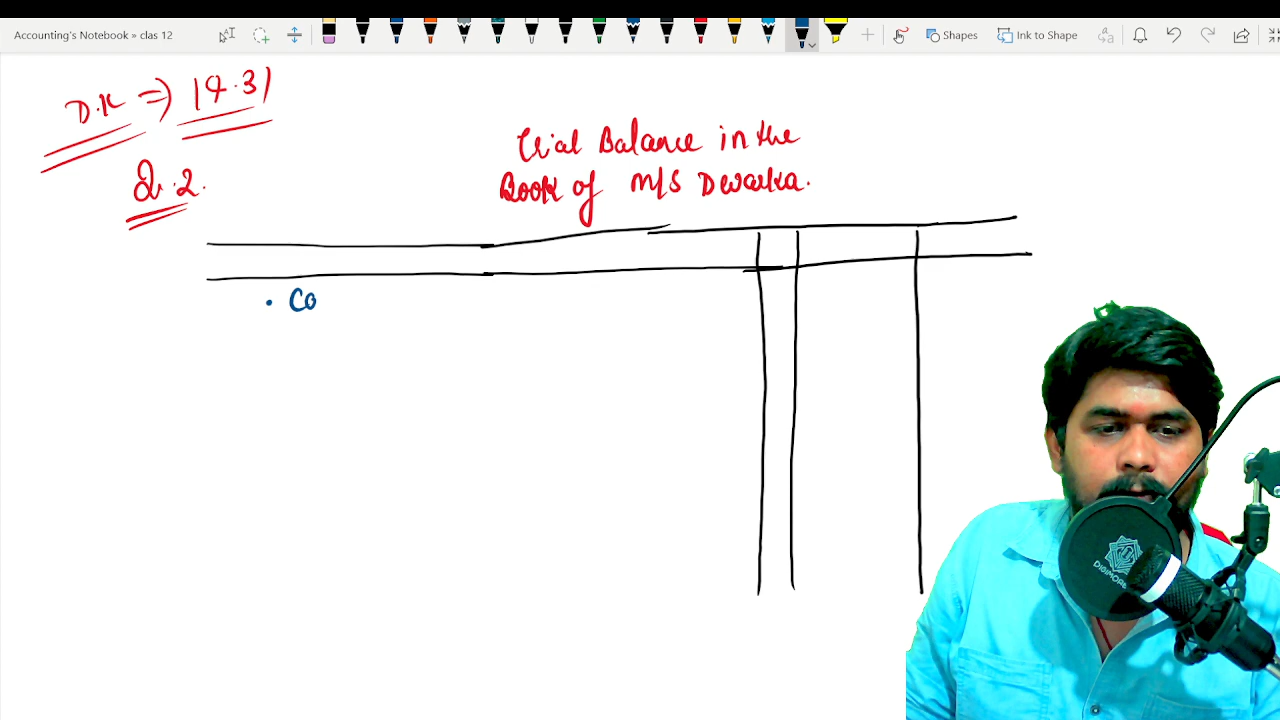 Accounting's Notebook » clas 12
Shapes
Ink to Shape
D.K => 14.31
Q.2.
Trial Balance in the
Book of M/S Dwarka.
• Co